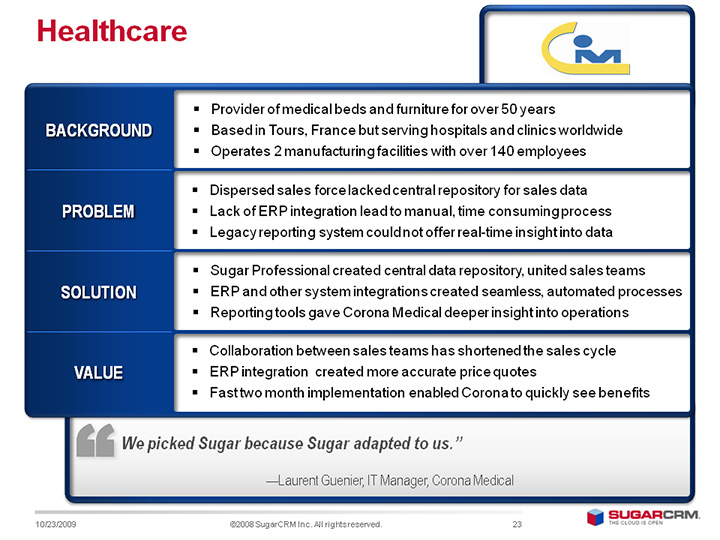 Healthcare
CIM
BACKGROUND
▪ Provider of medical beds and furniture for over 50 years
▪ Based in Tours, France but serving hospitals and clinics worldwide
▪ Operates 2 manufacturing facilities with over 140 employees
PROBLEM
▪ Dispersed sales force lacked central repository for sales data
▪ Lack of ERP integration lead to manual, time consuming process
▪ Legacy reporting system could not offer real-time insight into data
SOLUTION
▪ Sugar Professional created central data repository, united sales teams
▪ ERP and other system integrations created seamless, automated processes
▪ Reporting tools gave Corona Medical deeper insight into operations
VALUE
▪ Collaboration between sales teams has shortened the sales cycle
▪ ERP integration created more accurate price quotes
▪ Fast two month implementation enabled Corona to quickly see benefits
“We picked Sugar because Sugar adapted to us.”
—Laurent Guenier, IT Manager, Corona Medical
10/23/2009 ©2008 SugarCRM Inc. All rights reserved. 23
SUGARCRM.
THE CLOUD IS OPEN